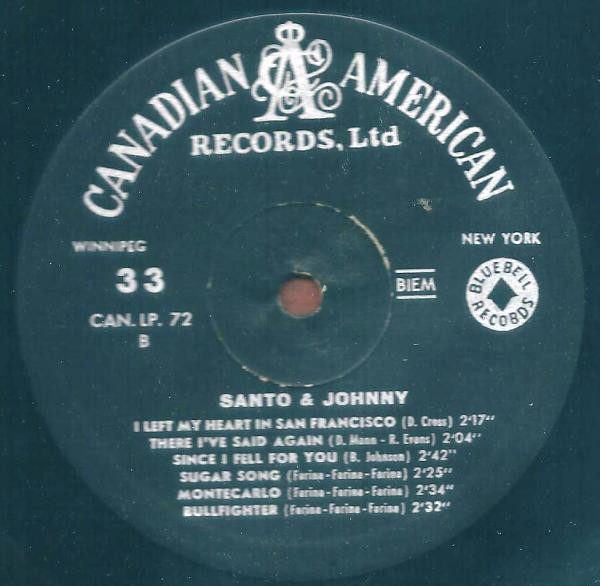 CANADIAN AMERICAN
RECORDS, Ltd
WINNIPEG
NEW YORK
33
BIEM
BLUEBELL RECORDS
CAN. LP. 72
B
SANTO & JOHNNY
I LEFT MY HEART IN SAN FRANCISCO (D. Cross) 2'17"
THERE I'VE SAID AGAIN (D. Mann - R. Evans) 2'04"
SINCE I FELL FOR YOU (B. Johnson) 2'42"
SUGAR SONG (Farina-Farina-Farina) 2'25"
MONTECARLO (Farina-Farina-Farina) 2'34"
BULLFIGHTER (Farina-Farina-Farina) 2'32"